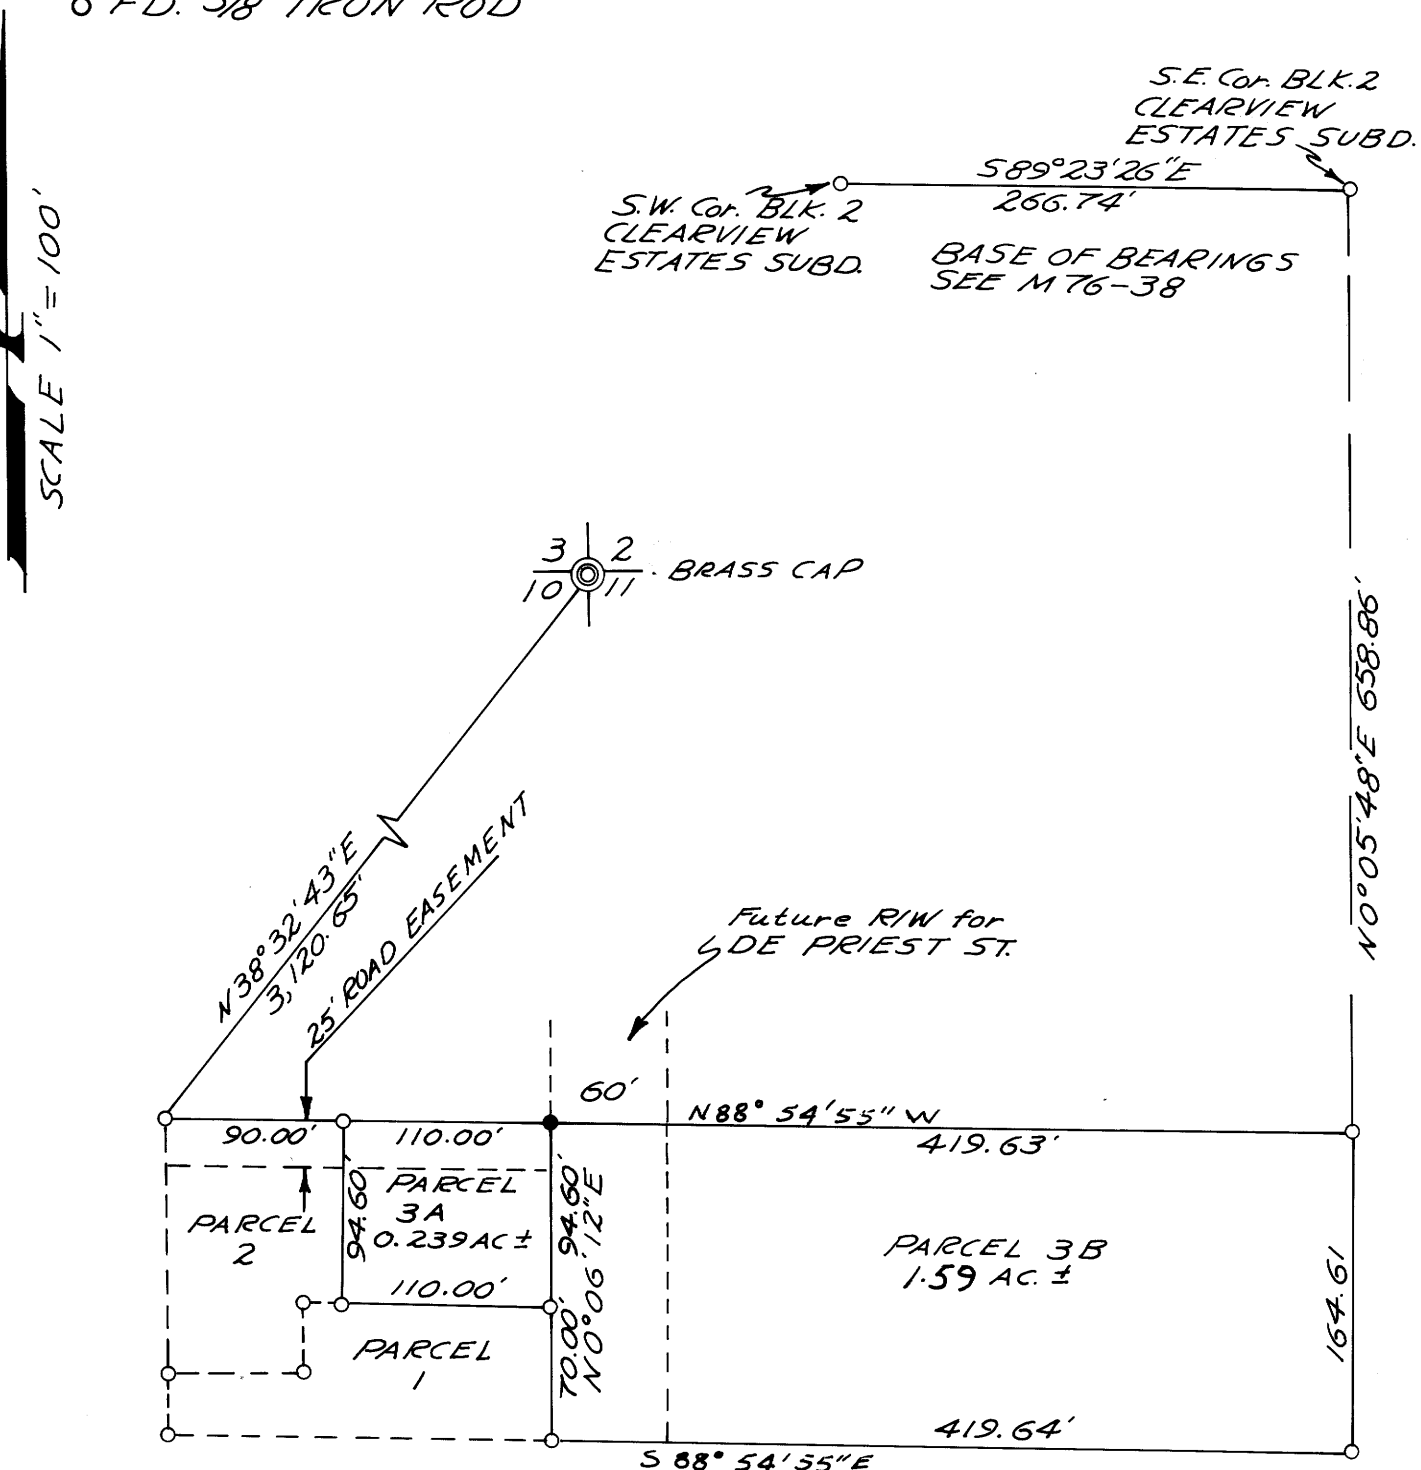 FD. 5/8 IRON ROD
SCALE 1" = 100'
S.E. Cor. BLK. 2
CLEARVIEW
ESTATES SUBD.
S89°23'26"E
266.74'
S.W. Cor. BLK. 2
CLEARVIEW
ESTATES SUBD.
BASE OF BEARINGS
SEE M76-38
3 2
10 11
BRASS CAP
N0°05'48"E 658.86'
N38°32'43"E
3,120.65'
25' ROAD EASEMENT
Future R/W for
DE PRIEST ST.
60'
N88° 54'55" W
90.00'
110.00'
419.63'
94.60'
PARCEL
3A
0.239 AC ±
94.60'
N0°06'12"E
70.00'
PARCEL
2
110.00'
PARCEL
1
PARCEL 3B
1.59 AC. ±
164.61
419.64'
S 88° 54'55"E